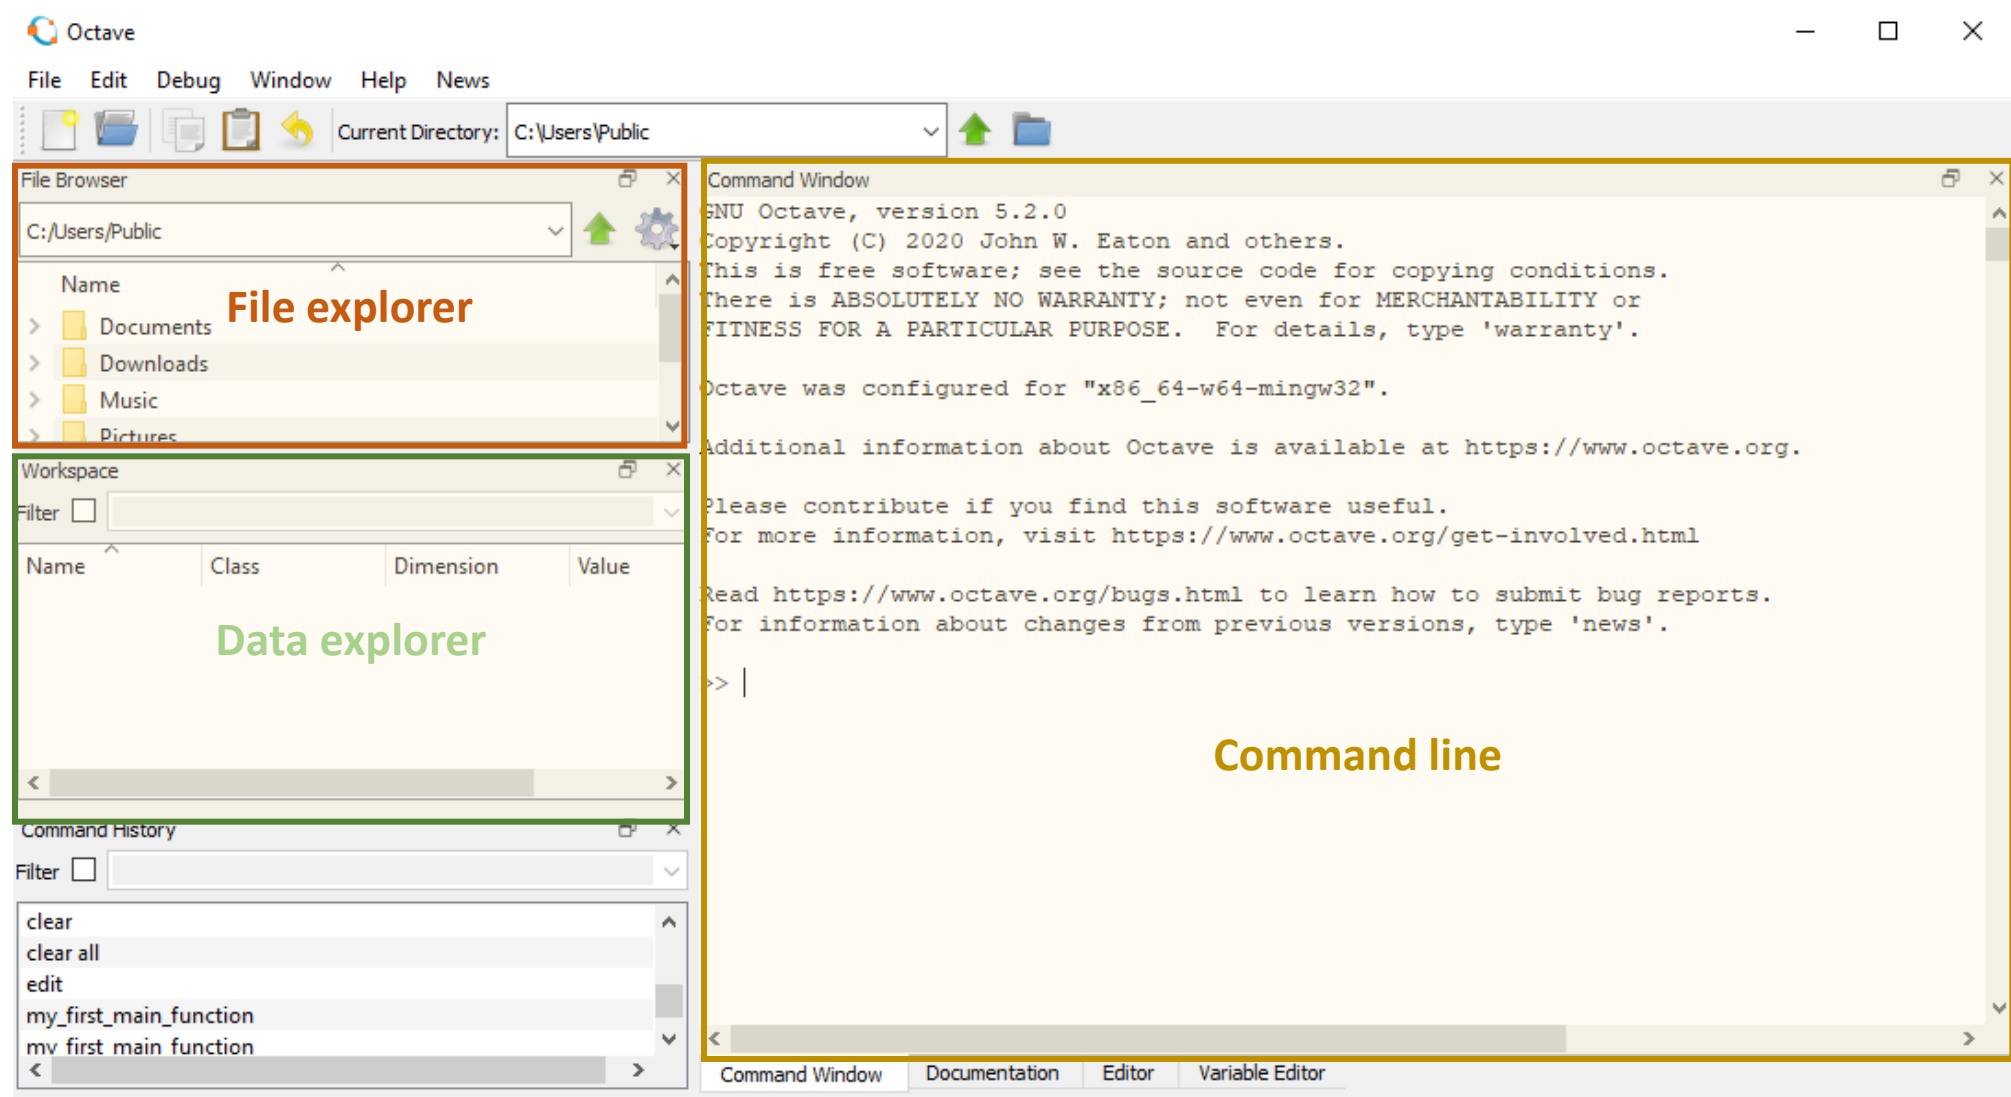 Octave
File Edit Debug Window Help News
Current Directory: C:\Users\Public
File Browser
C:/Users/Public
Name
File explorer
Documents
Downloads
Music
Pictures
Workspace
Filter
Name Class Dimension Value
Data explorer
Command History
Filter
clear
clear all
edit
my_first_main_function
my_first_main_function
Command Window
GNU Octave, version 5.2.0
Copyright (C) 2020 John W. Eaton and others.
This is free software; see the source code for copying conditions.
There is ABSOLUTELY NO WARRANTY; not even for MERCHANTABILITY or
FITNESS FOR A PARTICULAR PURPOSE.  For details, type 'warranty'.
Octave was configured for "x86_64-w64-mingw32".
Additional information about Octave is available at https://www.octave.org.
Please contribute if you find this software useful.
For more information, visit https://www.octave.org/get-involved.html
Read https://www.octave.org/bugs.html to learn how to submit bug reports.
For information about changes from previous versions, type 'news'.
>>
Command line
Command Window Documentation Editor Variable Editor